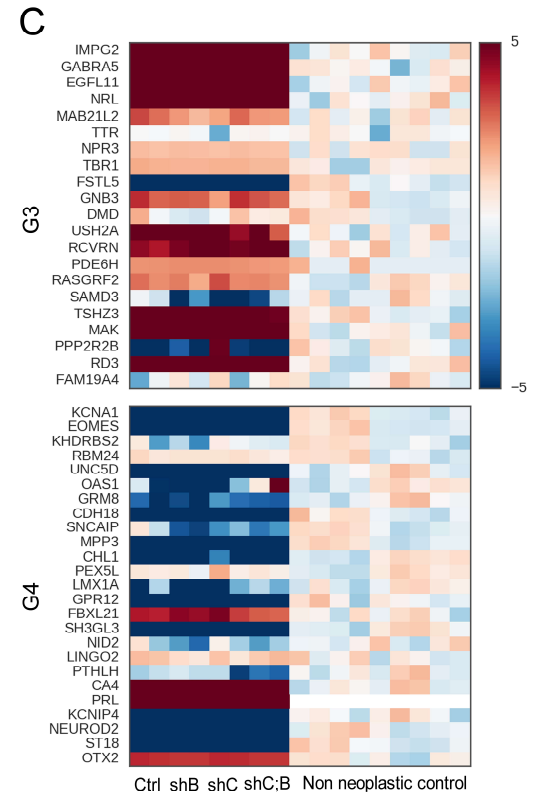 C
IMPG2
GABRA5
EGFL11
NRL
MAB21L2
TTR
NPR3
TBR1
FSTL5
GNB3
DMD
USH2A
RCVRN
PDE6H
RASGRF2
SAMD3
TSHZ3
MAK
PPP2R2B
RD3
FAM19A4
G3
5
−5
KCNA1
EOMES
KHDRBS2
RBM24
UNC5D
OAS1
GRM8
CDH18
SNCAIP
MPP3
CHL1
PEX5L
LMX1A
GPR12
FBXL21
SH3GL3
NID2
LINGO2
PTHLH
CA4
PRL
KCNIP4
NEUROD2
ST18
OTX2
G4
Ctrl shB shC shC;B Non neoplastic control